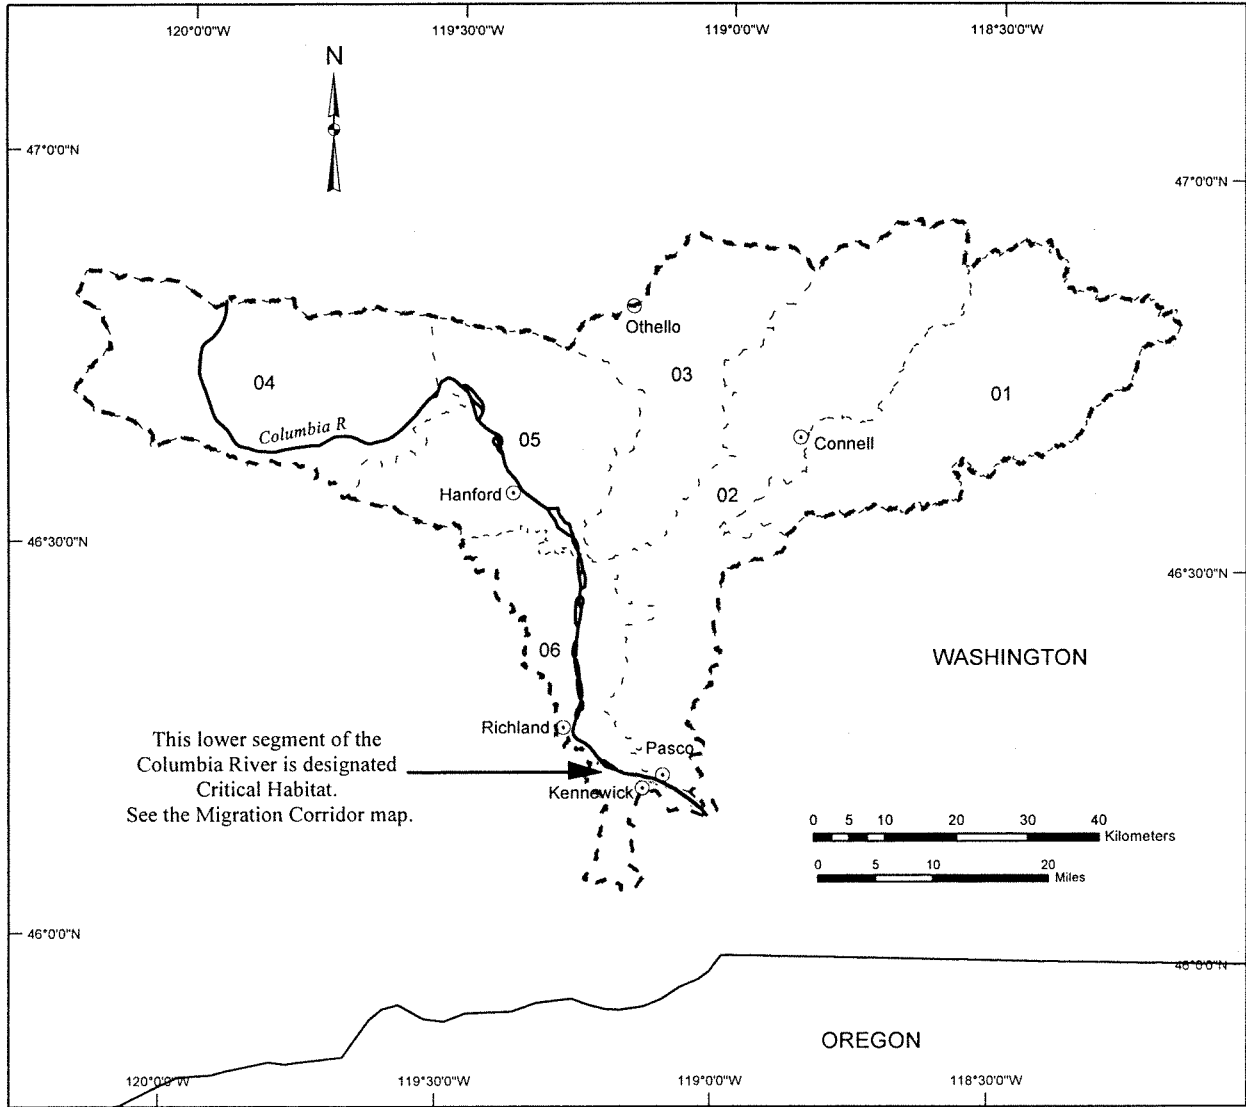 120°0'0"W
119°30'0"W
119°0'0"W
118°30'0"W
N
47°0'0"N
47°0'0"N
Othello
03
04
01
Columbia R
05
Connell
Hanford
02
46°30'0"N
46°30'0"N
06
WASHINGTON
Richland
This lower segment of the
Columbia River is designated
Critical Habitat.
See the Migration Corridor map.
Pasco
Kennewick
0 5 10 20 30 40
Kilometers
0 5 10 20
Miles
46°0'0"N
46°0'0"N
OREGON
120°0'0"W
119°30'0"W
119°0'0"W
118°30'0"W